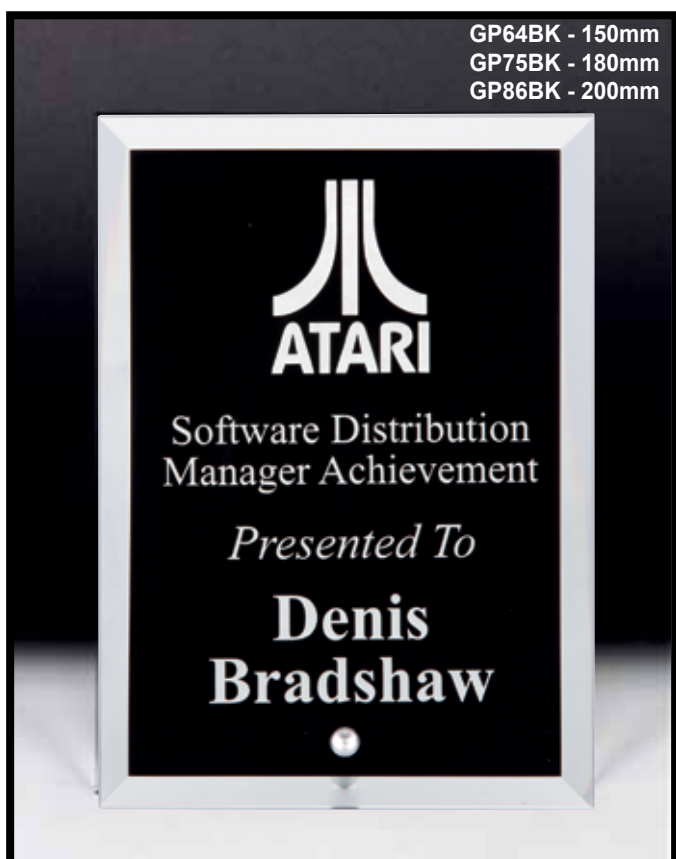 GP64BK - 150mm
GP75BK - 180mm
GP86BK - 200mm
ATARI
Software Distribution
Manager Achievement
Presented To
Denis
Bradshaw